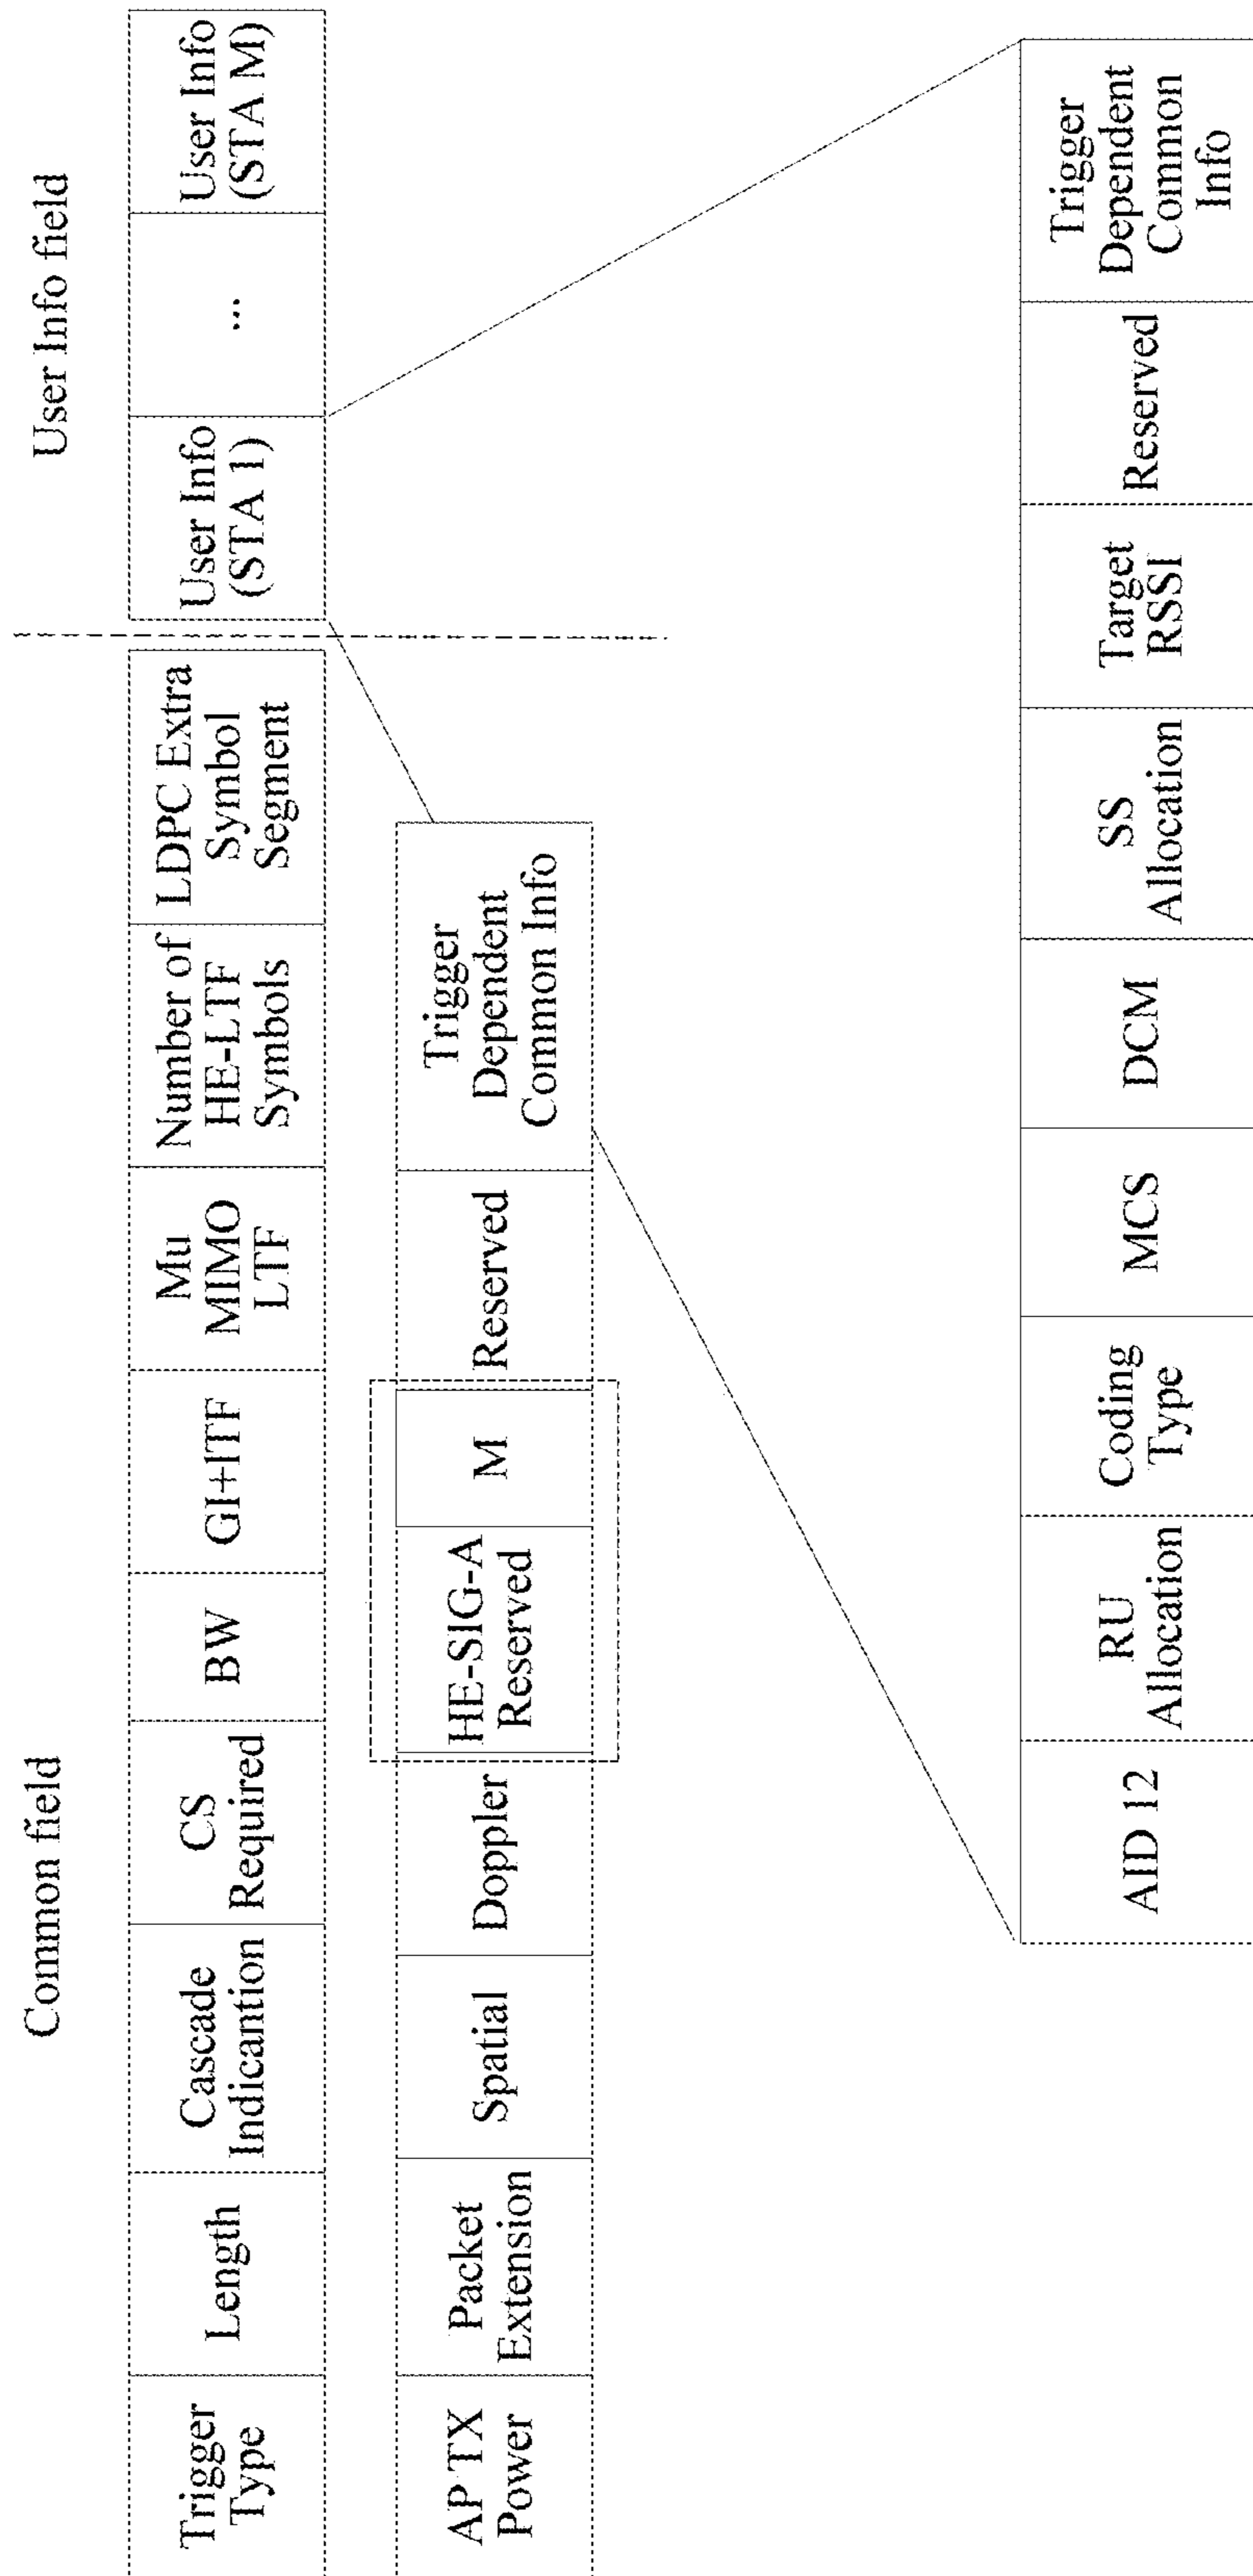 Common field
User Info field
Trigger
Type
Length
Cascade
Indicantion
CS
Required
BW
GI+ITF
Mu
MIMO
LTF
Number of
HE-LTF
Symbols
LDPC Extra
Symbol
Segment
User Info
(STA 1)
...
User Info
(STA M)
AP TX
Power
Packet
Extension
Spatial
Doppler
HE-SIG-A
Reserved
M
Reserved
Trigger
Dependent
Common Info
AID 12
RU
Allocation
Coding
Type
MCS
DCM
SS
Allocation
Target
RSSI
Reserved
Trigger
Dependent
Common
Info